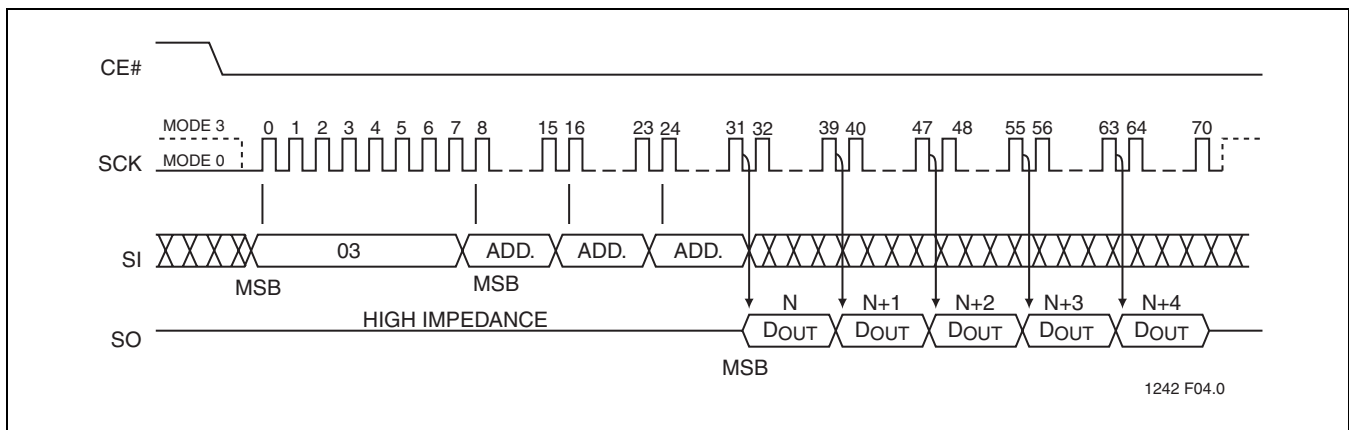 CE#
MODE 3
0 1 2 3 4 5 6 7 8 15 16 23 24 31 32 39 40 47 48 55 56 63 64 70
SCK
MODE 0
SI
03 ADD. ADD. ADD.
MSB MSB
N N+1 N+2 N+3 N+4
HIGH IMPEDANCE
SO
DOUT DOUT DOUT DOUT DOUT
MSB
1242 F04.0